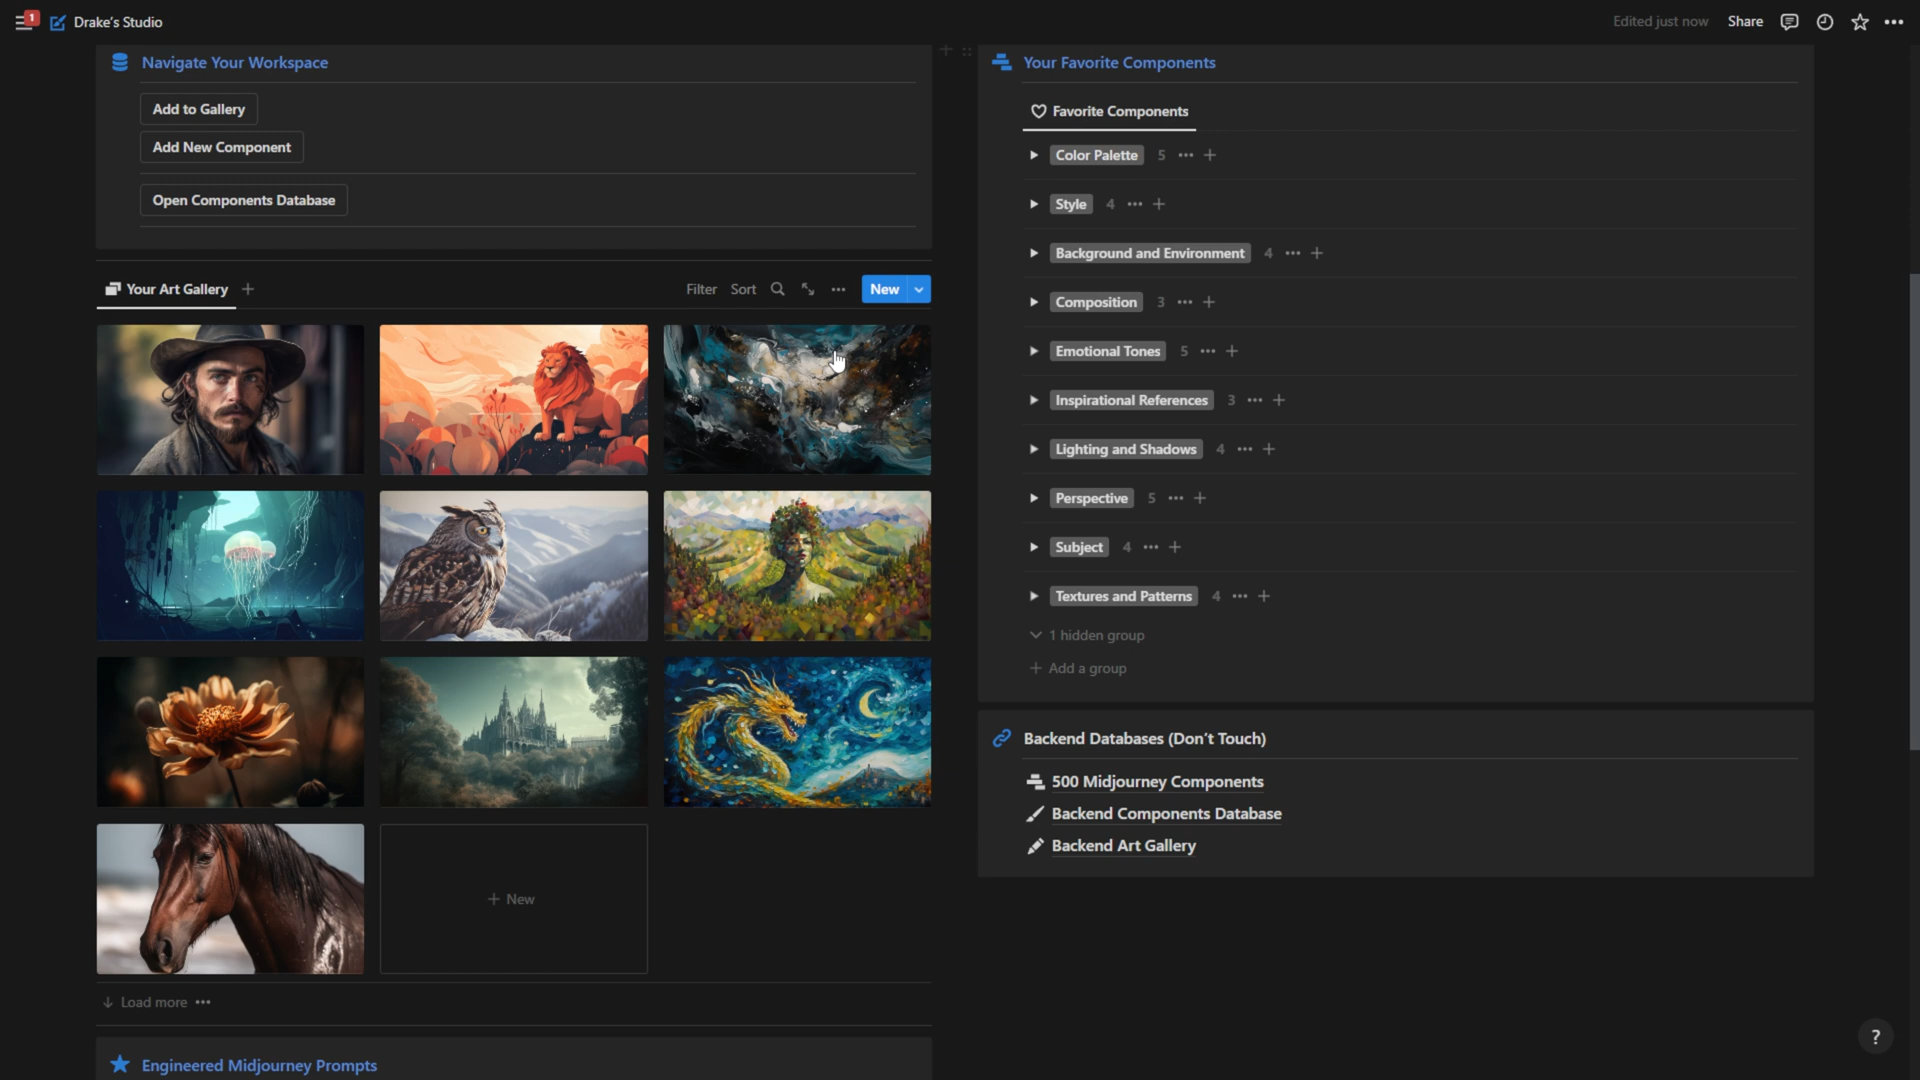 1
Drake's Studio
Edited just now
Share
Navigate Your Workspace
Add to Gallery
Add New Component
Open Components Database
Your Art Gallery
Filter
Sort
New
+ New
Load more
Engineered Midjourney Prompts
Your Favorite Components
Favorite Components
Color Palette 5
Style 4
Background and Environment 4
Composition 3
Emotional Tones 5
Inspirational References 3
Lighting and Shadows 4
Perspective 5
Subject 4
Textures and Patterns 4
1 hidden group
+ Add a group
Backend Databases (Don't Touch)
500 Midjourney Components
Backend Components Database
Backend Art Gallery
?